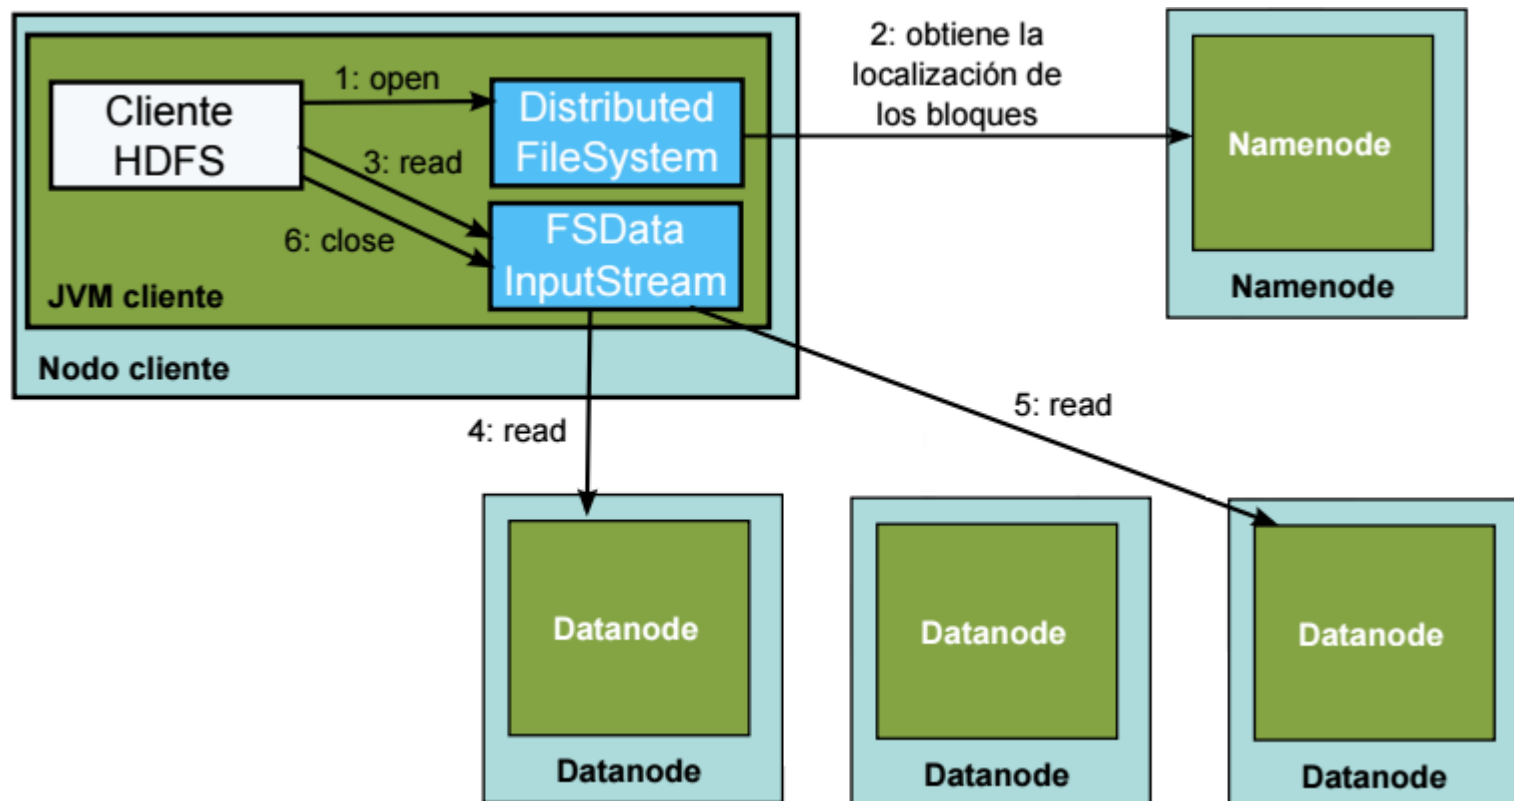 2: obtiene la
localización de
los bloques
1: open
Cliente
HDFS
Distributed
FileSystem
Namenode
3: read
6: close
FSData
InputStream
JVM cliente
Namenode
Nodo cliente
4: read
5: read
Datanode
Datanode
Datanode
Datanode
Datanode
Datanode